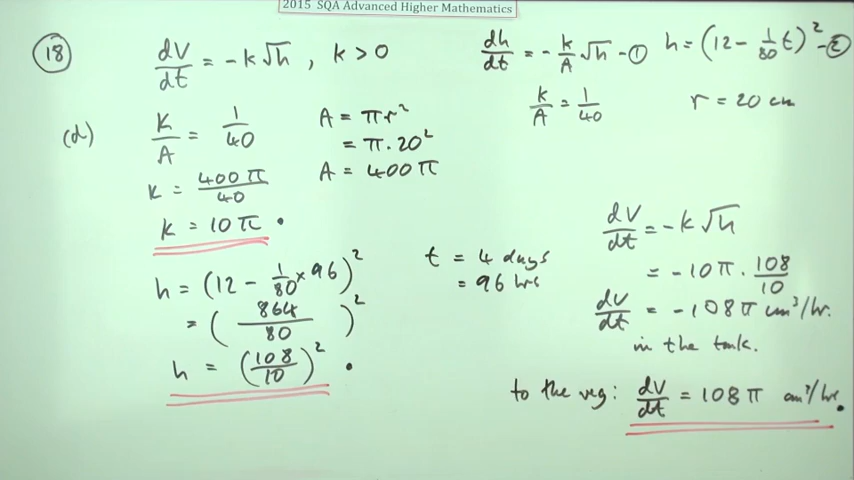 2015 SQA Advanced Higher Mathematics
18 dV/dt = -k√h , k > 0
dh/dt = - k/A √h - ① h = (12 - 1/80 t)² - ②
k/A = 1/40 r = 20 cm
(d) K/A = 1/40
A = πr²
= π . 20²
A = 400π
k = 400π/40
k = 10π .
h = (12 - 1/80 × 96)²
= (864/80)²
h = (108/10)² .
t = 4 days
= 96 hrs
dV/dt = -k√h
= -10π . 108/10
dV/dt = -108π cm³/hr.
in the tank.
to the veg: dV/dt = 108π cm³/hr.